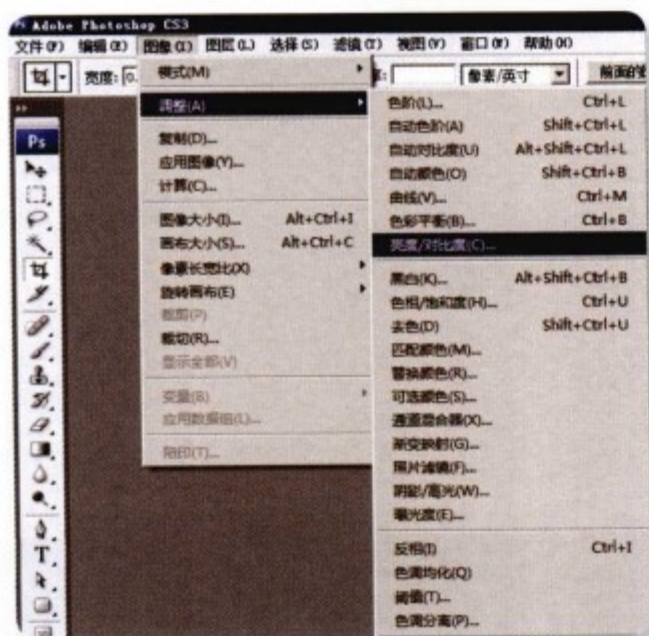 Adobe Photoshop CS3
文件(F) 编辑(E) 图像(I) 图层(L) 选择(S) 滤镜(T) 视图(V) 窗口(W) 帮助(H)
宽度: 像素/英寸 前面的
模式(M)
调整(A)
复制(D)...
应用图像(Y)...
计算(C)...
图像大小(I)... Alt+Ctrl+I
画布大小(S)... Alt+Ctrl+C
像素长宽比(X)
旋转画布(E)
裁剪(P)
裁切(R)...
显示全部(V)
变量(B)
应用数据组(L)...
陷印(T)...
色阶(L)... Ctrl+L
自动色阶(A) Shift+Ctrl+L
自动对比度(U) Alt+Shift+Ctrl+L
自动颜色(O) Shift+Ctrl+B
曲线(V)... Ctrl+M
色彩平衡(B)... Ctrl+B
亮度/对比度(C)...
黑白(K)... Alt+Shift+Ctrl+B
色相/饱和度(H)... Ctrl+U
去色(D) Shift+Ctrl+U
匹配颜色(M)...
替换颜色(R)...
可选颜色(S)...
通道混合器(X)...
渐变映射(G)...
照片滤镜(F)...
阴影/高光(W)...
曝光度(E)...
反相(I) Ctrl+I
色调均化(Q)
阈值(T)...
色调分离(P)...
Ps
T